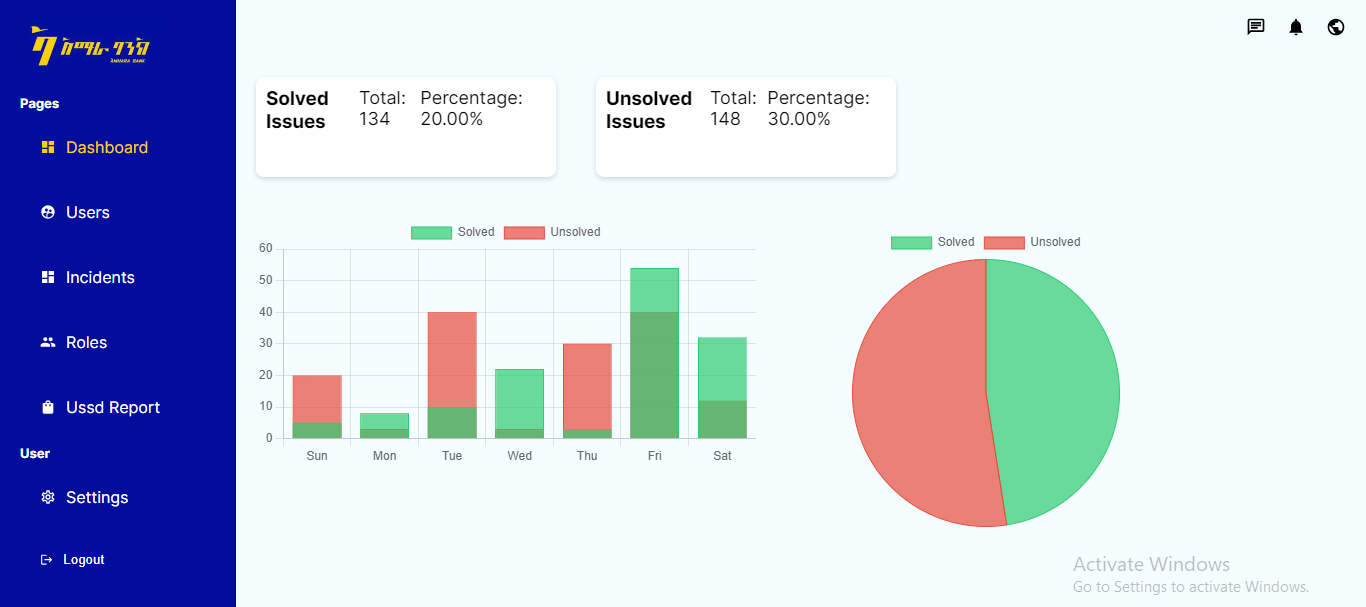 አማራ ባንክ
AMHARA BANK
Pages
Dashboard
Users
Incidents
Roles
Ussd Report
User
Settings
Logout
Solved Issues
Total: 134
Percentage: 20.00%
Unsolved Issues
Total: 148
Percentage: 30.00%
Solved Unsolved
60
50
40
30
20
10
0
Sun Mon Tue Wed Thu Fri Sat
Solved Unsolved
Activate Windows
Go to Settings to activate Windows.